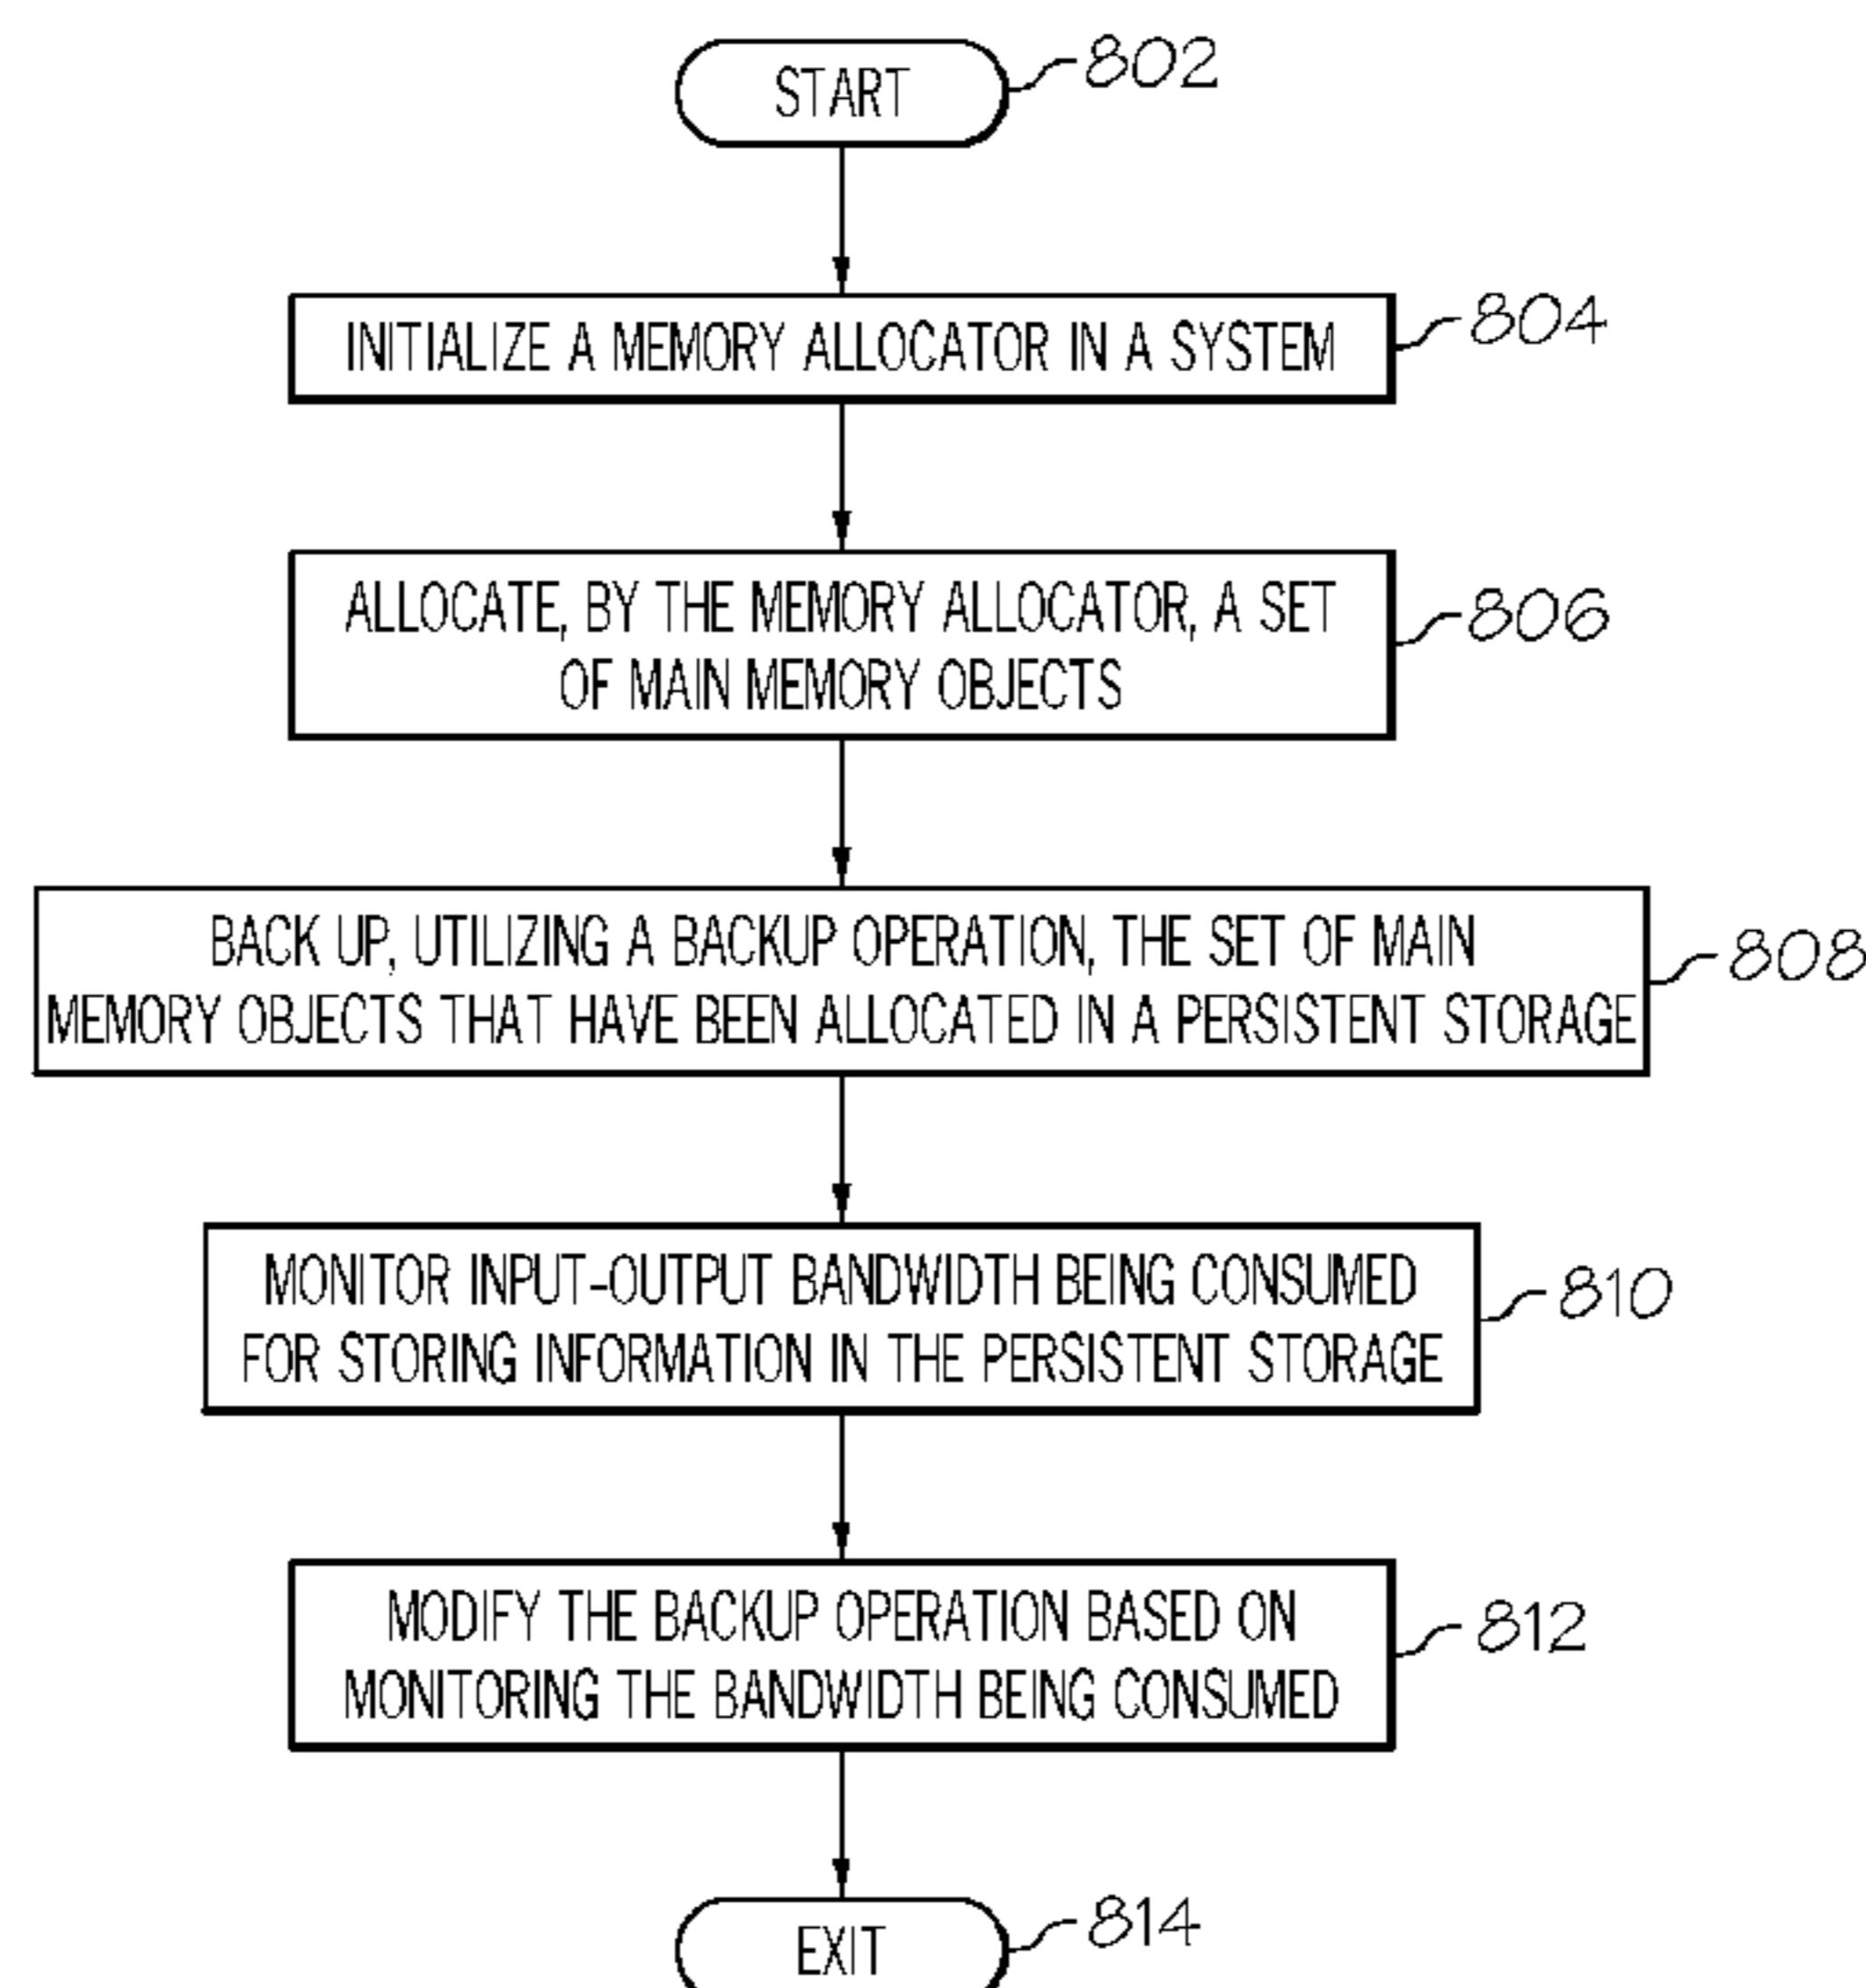 START
802
INITIALIZE A MEMORY ALLOCATOR IN A SYSTEM
804
ALLOCATE, BY THE MEMORY ALLOCATOR, A SET
OF MAIN MEMORY OBJECTS
806
BACK UP, UTILIZING A BACKUP OPERATION, THE SET OF MAIN
MEMORY OBJECTS THAT HAVE BEEN ALLOCATED IN A PERSISTENT STORAGE
808
MONITOR INPUT-OUTPUT BANDWIDTH BEING CONSUMED
FOR STORING INFORMATION IN THE PERSISTENT STORAGE
810
MODIFY THE BACKUP OPERATION BASED ON
MONITORING THE BANDWIDTH BEING CONSUMED
812
EXIT
814